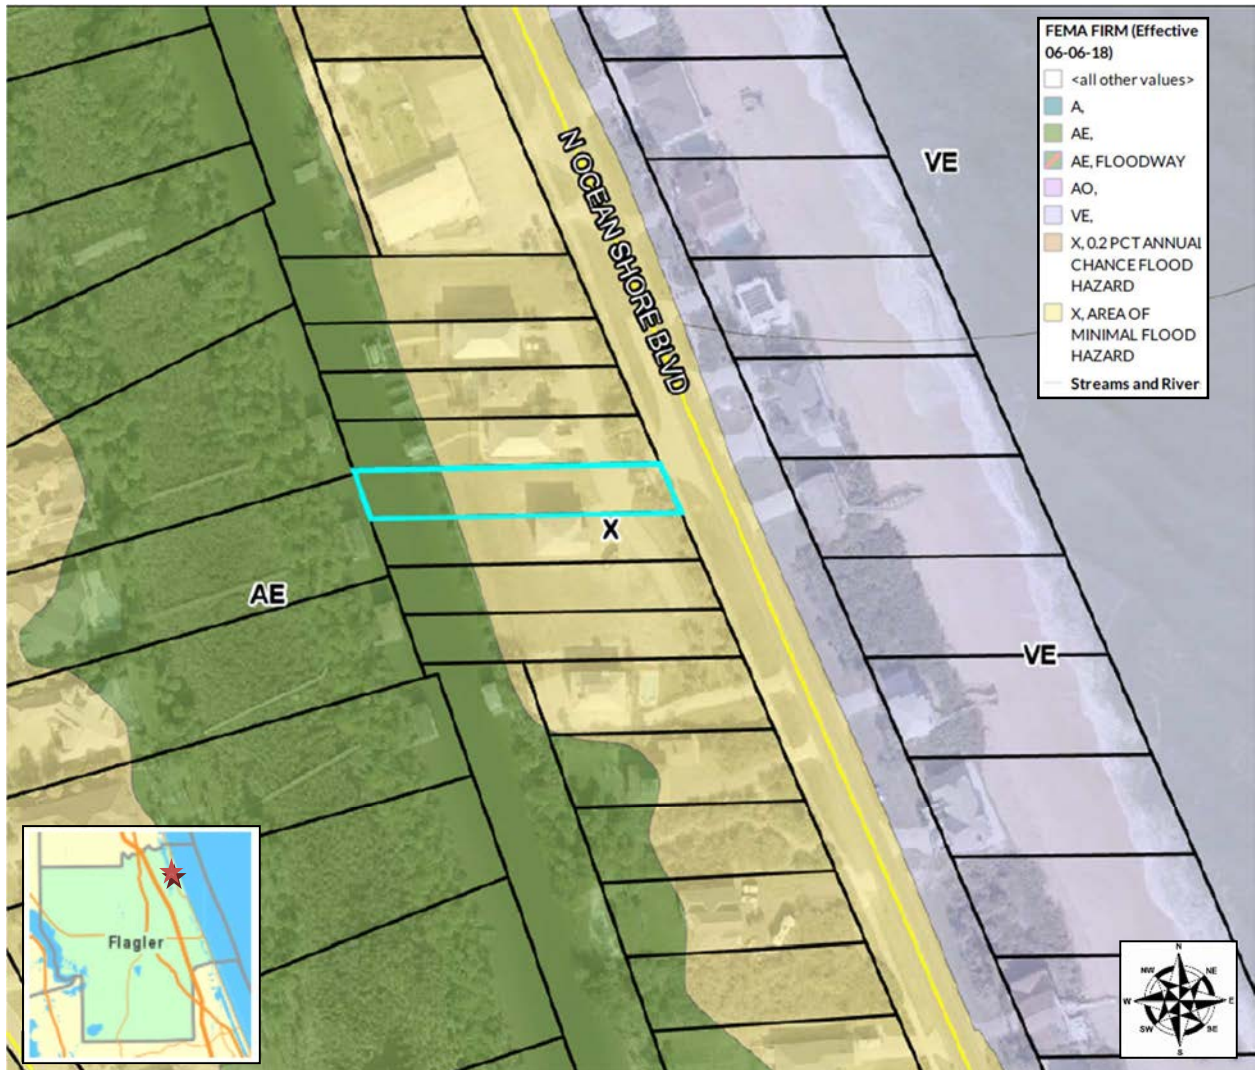 FEMA FIRM (Effective
06-06-18)
<all other values>
A,
AE,
AE, FLOODWAY
AO,
VE,
X, 0.2 PCT ANNUAL
CHANCE FLOOD
HAZARD
X, AREA OF
MINIMAL FLOOD
HAZARD
Streams and River
VE
N OCEAN SHORE BLVD
X
AE
VE
Flagler
N
NW
NE
W
E
SW
SE
S